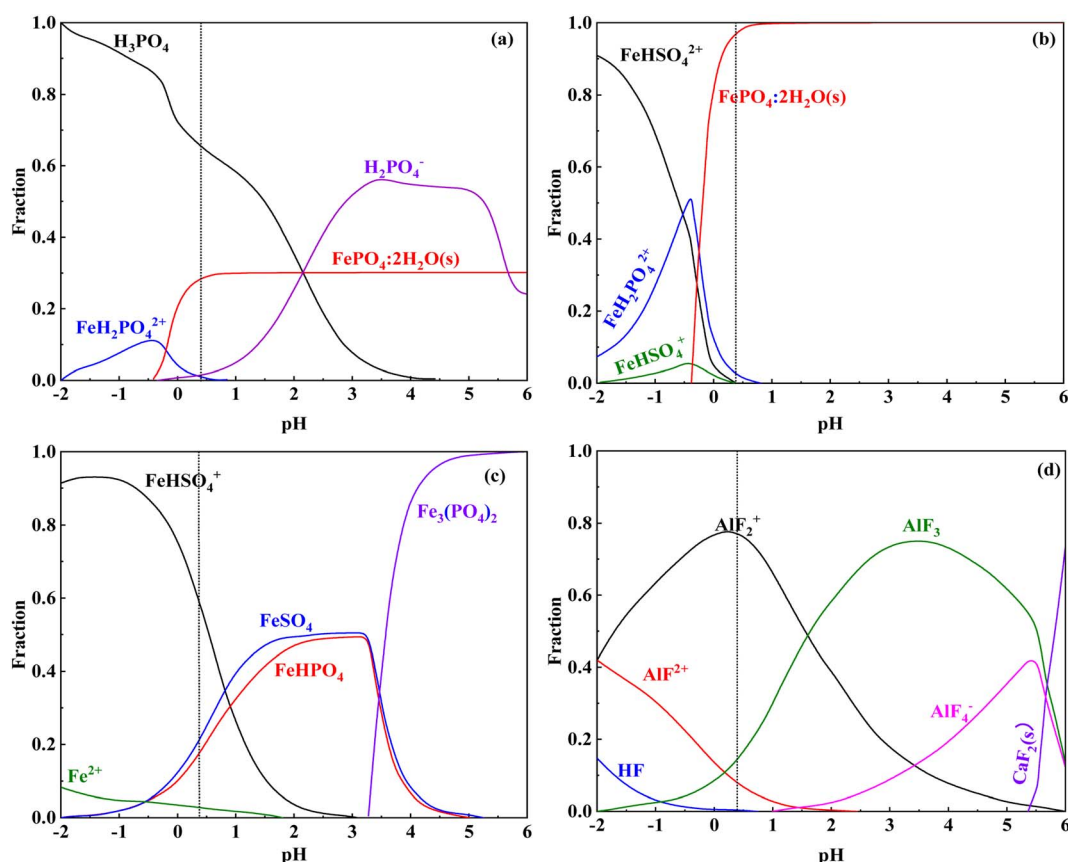 (a)
1.0
0.8
0.6
0.4
0.2
0.0
Fraction
H₃PO₄
H₂PO₄⁻
FePO₄:2H₂O(s)
FeH₂PO₄²⁺
-2 -1 0 1 2 3 4 5 6
pH
(b)
1.0
0.8
0.6
0.4
0.2
0.0
Fraction
FeHSO₄²⁺
FePO₄:2H₂O(s)
FeH₂PO₄²⁺
FeHSO₄⁺
-2 -1 0 1 2 3 4 5 6
pH
(c)
1.0
0.8
0.6
0.4
0.2
0.0
Fraction
FeHSO₄⁺
Fe₃(PO₄)₂
FeSO₄
FeHPO₄
Fe²⁺
-2 -1 0 1 2 3 4 5 6
pH
(d)
1.0
0.8
0.6
0.4
0.2
0.0
Fraction
AlF₂⁺
AlF₃
AlF²⁺
AlF₄⁻
HF
CaF₂(s)
-2 -1 0 1 2 3 4 5 6
pH